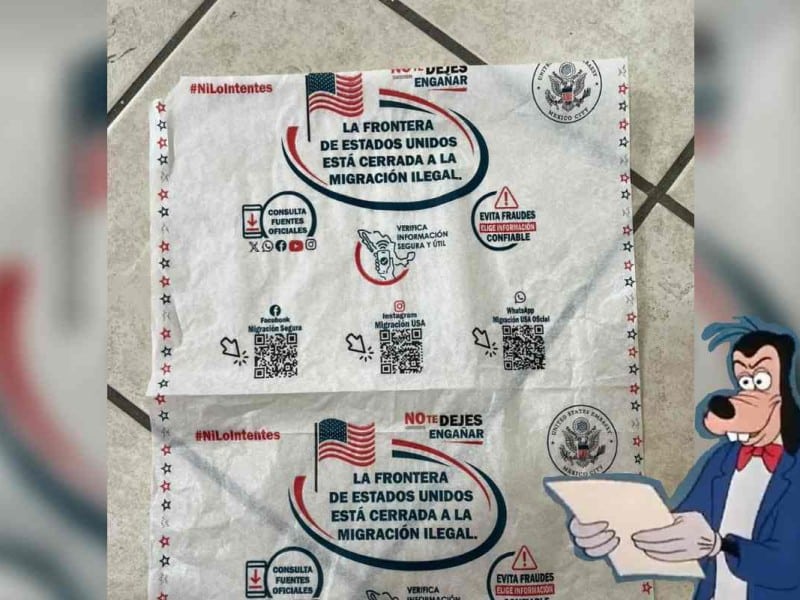 #NiLoIntentes
NO TE DEJES
ENGAÑAR
UNITED STATES EMBASSY
MEXICO CITY
LA FRONTERA
DE ESTADOS UNIDOS
ESTÁ CERRADA A LA
MIGRACIÓN ILEGAL.
CONSULTA
FUENTES
OFICIALES
VERIFICA
INFORMACIÓN
SEGURA Y ÚTIL
EVITA FRAUDES
ELIGE INFORMACIÓN
CONFIABLE
Facebook
Migración Segura
Instagram
Migración USA
WhatsApp
Migración USA Oficial
#NiLoIntentes
NO TE DEJES
ENGAÑAR
UNITED STATES EMBASSY
MEXICO CITY
LA FRONTERA
DE ESTADOS UNIDOS
ESTÁ CERRADA A LA
MIGRACIÓN ILEGAL.
CONSULTA
FUENTES
OFICIALES
VERIFICA
INFORMACIÓN
EVITA FRAUDES
ELIGE INFORMACIÓN
CONFIABLE